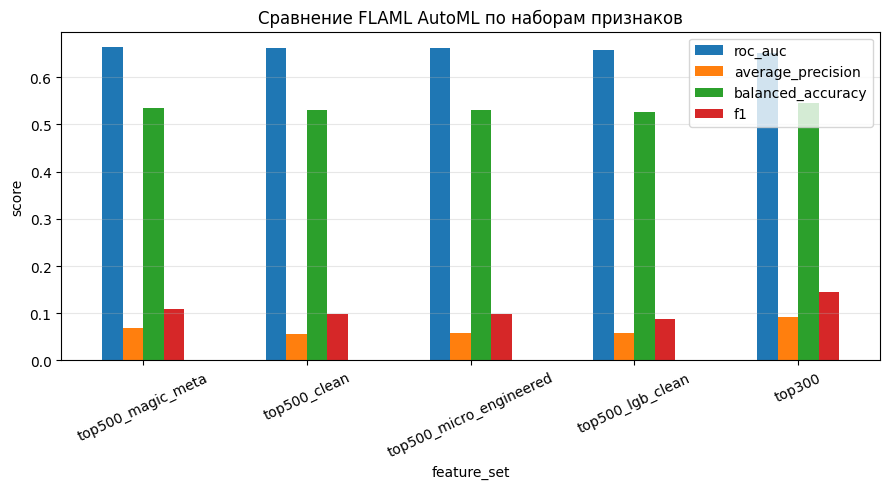 Сравнение FLAML AutoML по наборам признаков
roc_auc
average_precision
balanced_accuracy
f1
score
0.6
0.5
0.4
0.3
0.2
0.1
0.0
top500_magic_meta
top500_clean
top500_micro_engineered
top500_lgb_clean
top300
feature_set